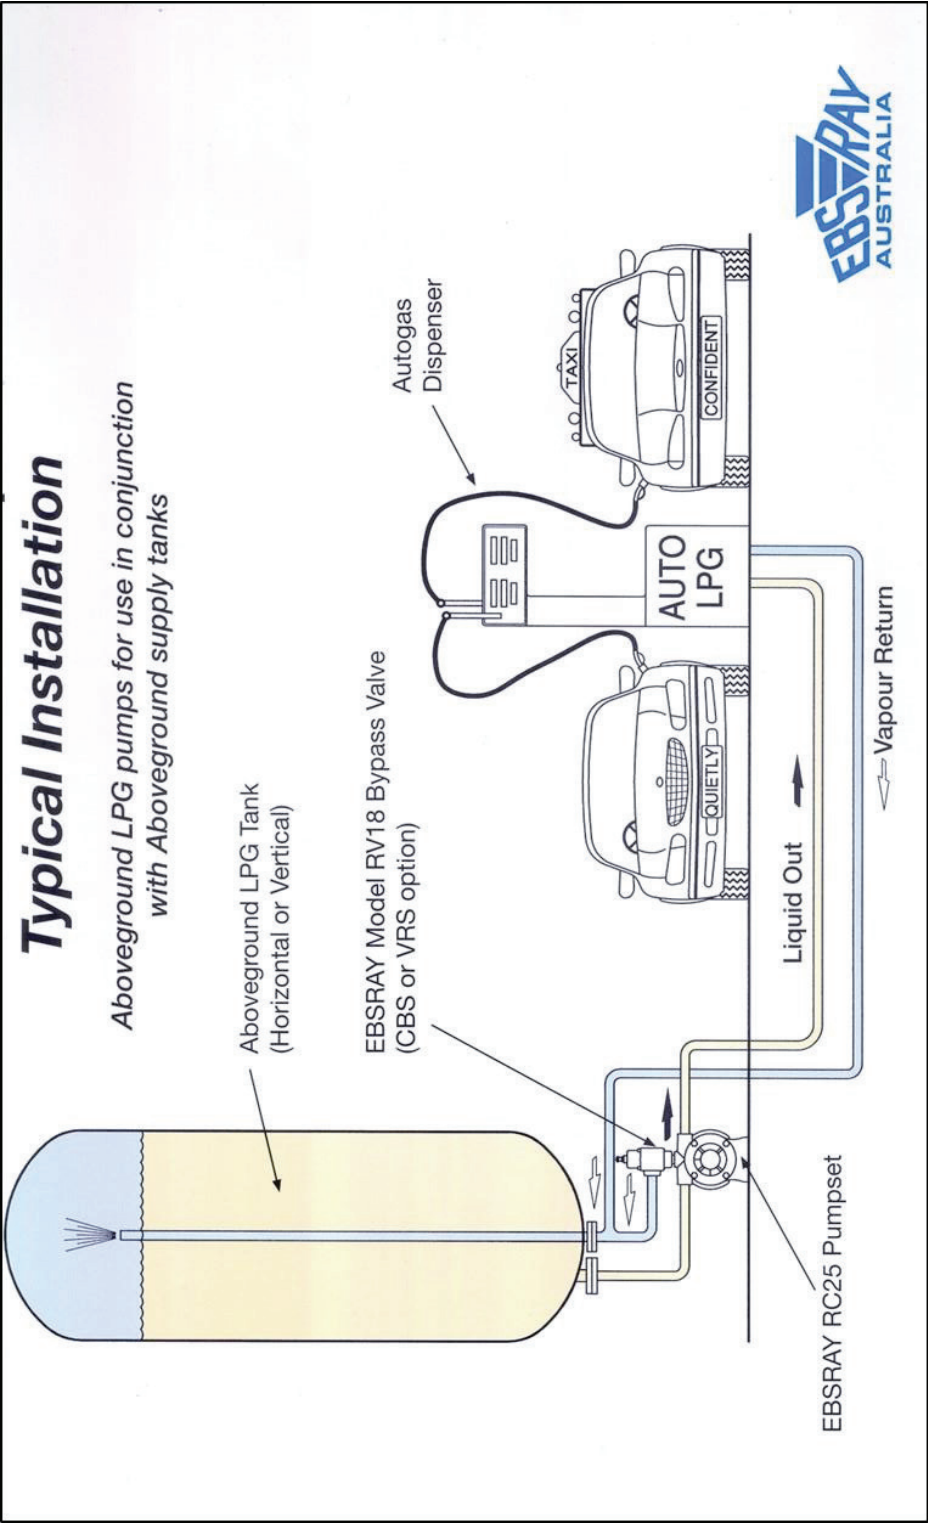 Typical Installation
Aboveground LPG pumps for use in conjunction
with Aboveground supply tanks
Aboveground LPG Tank
(Horizontal or Vertical)
EBSRAY Model RV18 Bypass Valve
(CBS or VRS option)
Autogas
Dispenser
TAXI
AUTO
LPG
QUIETLY
CONFIDENT
Liquid Out
Vapour Return
EBSRAY RC25 Pumpset
EBSRAY
AUSTRALIA